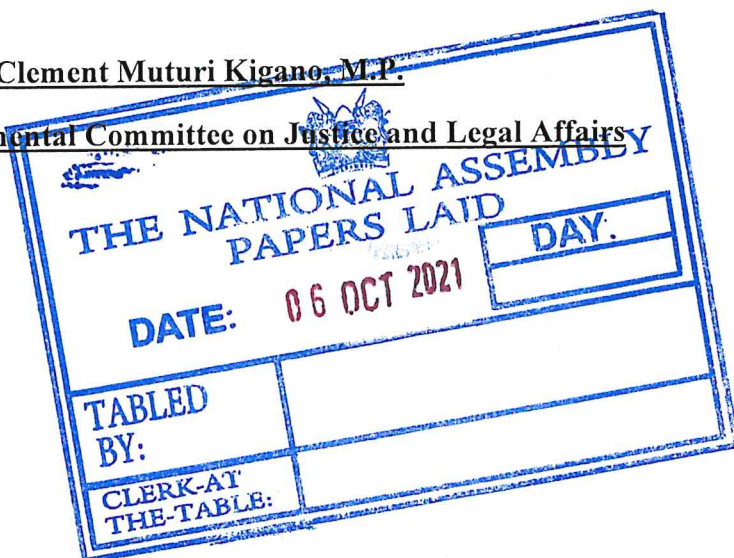 Clement Muturi Kigano, M.P.
mental Committee on Justice and Legal Affairs
THE NATIONAL ASSEMBLY
PAPERS LAID
DATE: 06 OCT 2021
DAY:
TABLED
BY:
CLERK-AT
THE-TABLE: